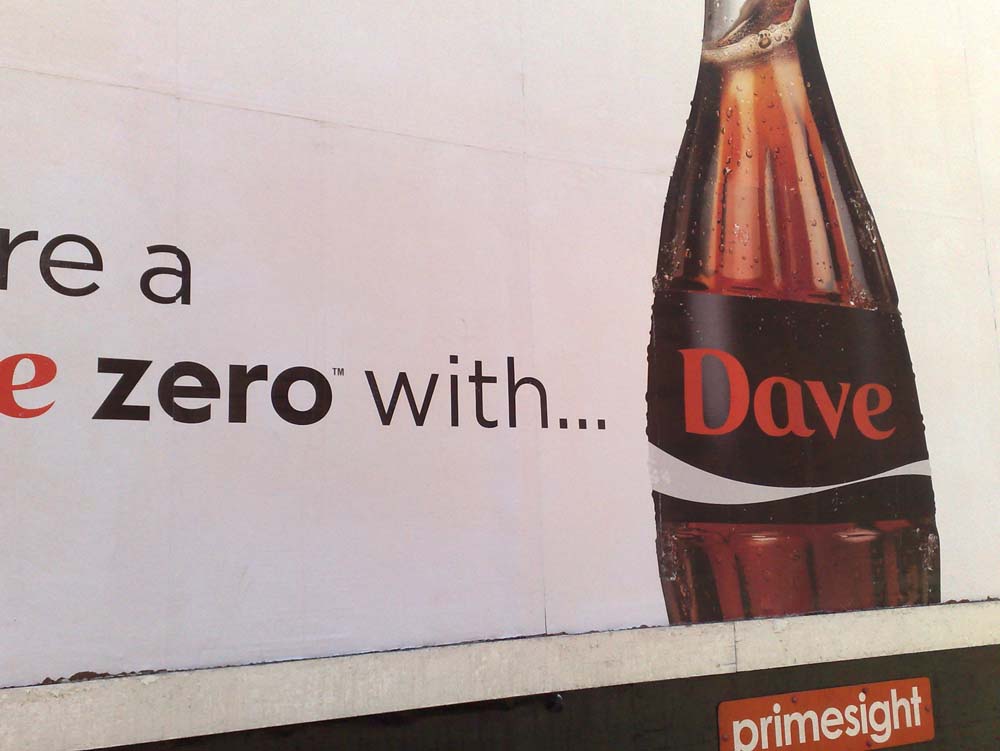 re a
e zero™ with...
Dave
primesight